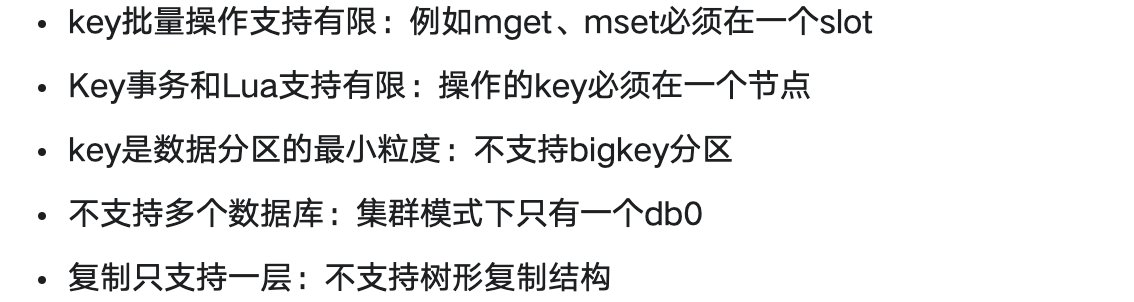 • key批量操作支持有限：例如mget、mset必须在一个slot
• Key事务和Lua支持有限：操作的key必须在一个节点
• key是数据分区的最小粒度：不支持bigkey分区
• 不支持多个数据库：集群模式下只有一个db0
• 复制只支持一层：不支持树形复制结构